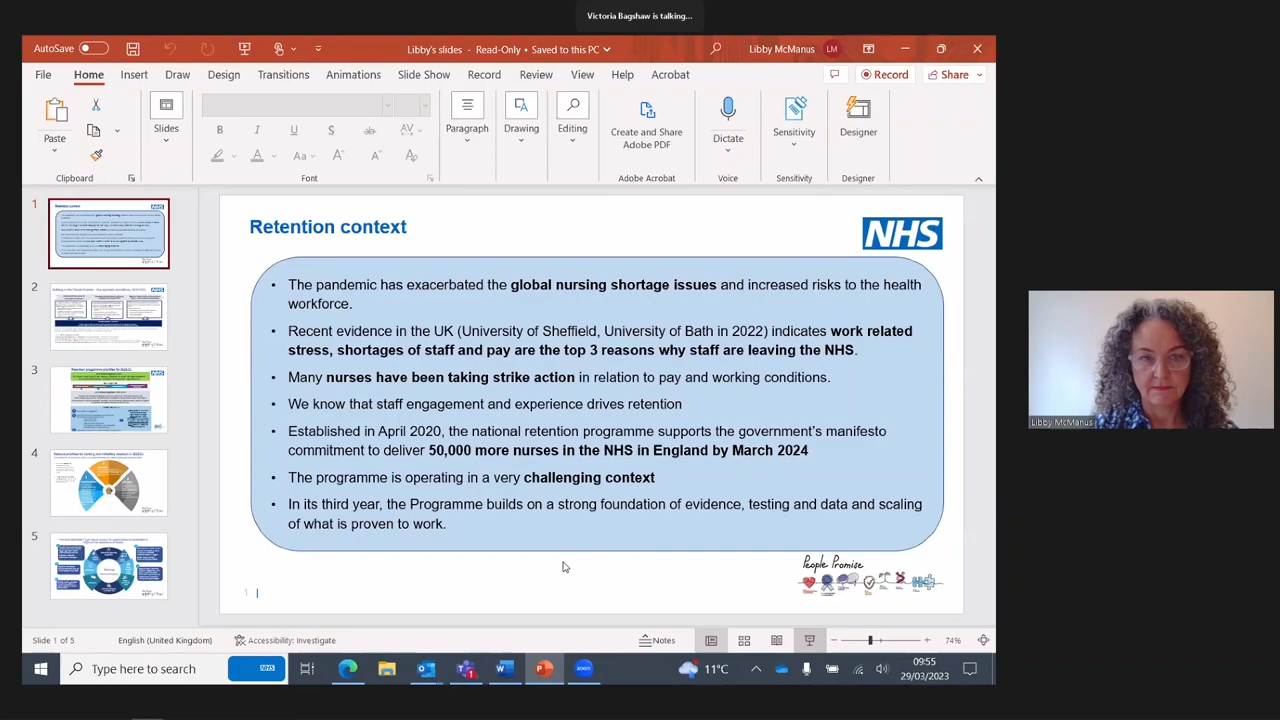 Victoria Bagshaw is talking...
AutoSave
Libby's slides - Read-Only • Saved to this PC
Libby McManus
LM
File Home Insert Draw Design Transitions Animations Slide Show Record Review View Help Acrobat
Record
Share
Paste
Slides
B I U S ab AV
Aa A A A
Paragraph
Drawing
Editing
Create and Share
Adobe PDF
Dictate
Sensitivity
Designer
Clipboard
Font
Adobe Acrobat
Voice
Sensitivity
Designer
1
2
3
4
5
Retention context
NHS
• The pandemic has exacerbated the global nursing shortage issues and increased risks to the health
workforce.
• Recent evidence in the UK (University of Sheffield, University of Bath in 2022) indicates work related
stress, shortages of staff and pay are the top 3 reasons why staff are leaving the NHS.
• Many nurses have been taking strike action in relation to pay and working conditions.
• We know that staff engagement and experience drives retention
• Established in April 2020, the national retention programme supports the government's manifesto
commitment to deliver 50,000 more nurses in the NHS in England by March 2024
• The programme is operating in a very challenging context
• In its third year, the Programme builds on a strong foundation of evidence, testing and data and scaling
of what is proven to work.
People Promise
1
Libby McManus
Slide 1 of 5
English (United Kingdom)
Accessibility: Investigate
Notes
74%
Type here to search
NHS
11°C
09:55
29/03/2023